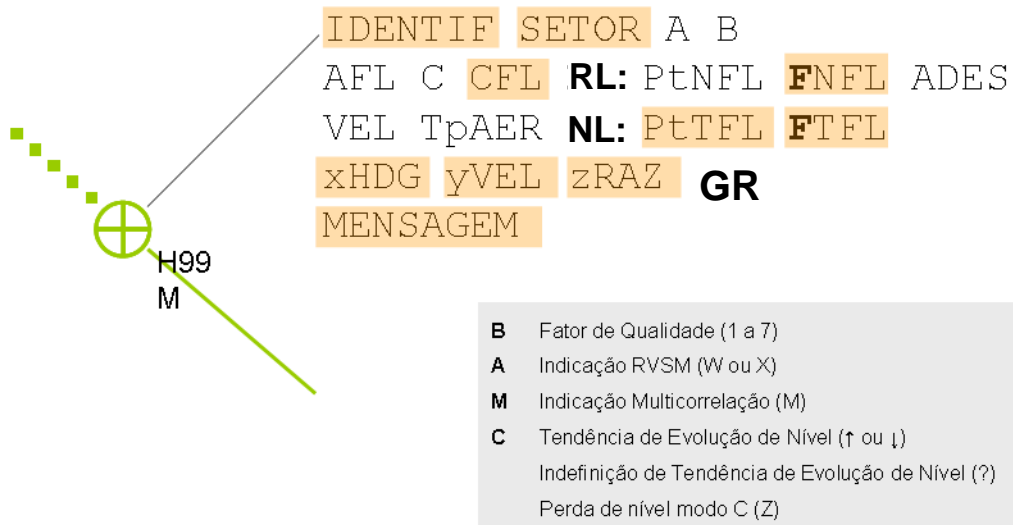 IDENTIF SETOR A B
AFL C CFL RL: PtNFL FNFL ADES
VEL TpAER NL: PtTFL FTFL
xHDG yVEL zRAZ GR
MENSAGEM
H99
M
B Fator de Qualidade (1 a 7)
A Indicação RVSM (W ou X)
M Indicação Multicorrelação (M)
C Tendência de Evolução de Nível (↑ ou ↓)
Indefinição de Tendência de Evolução de Nível (?)
Perda de nível modo C (Z)